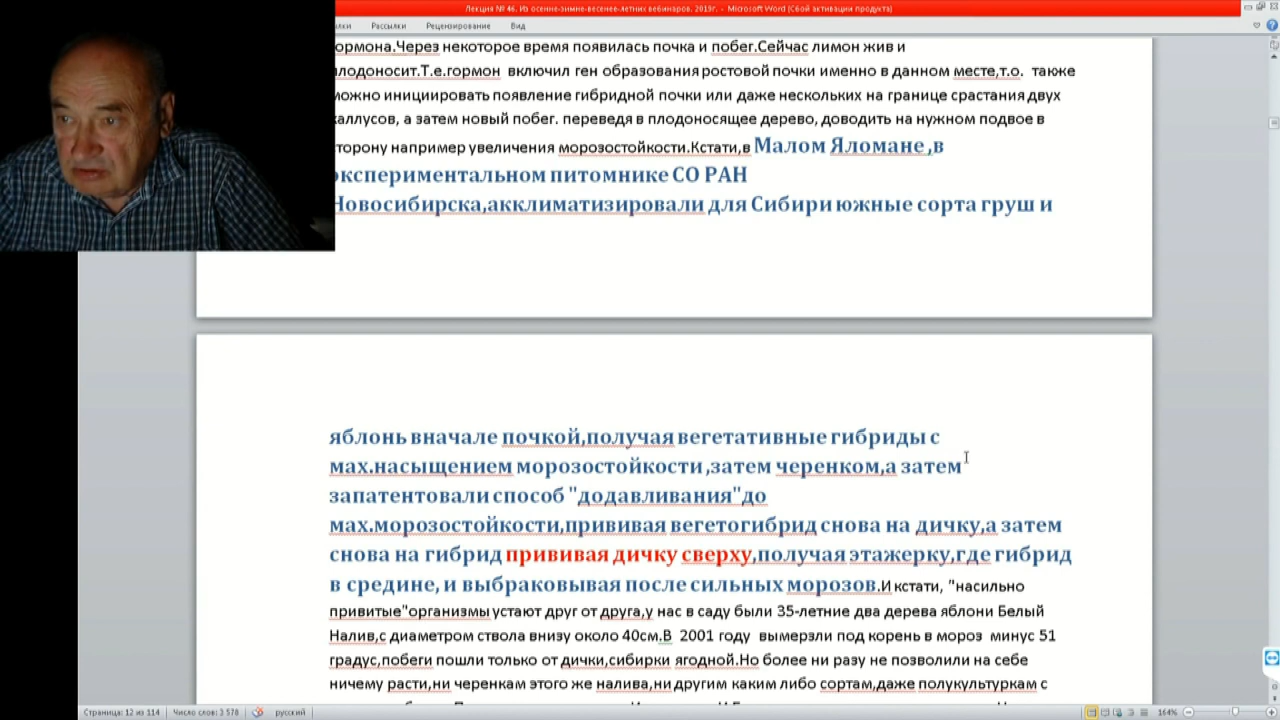 Лекция № 46. Из осенне-зимне-весенее-летних вебинаров. 2019г. - Microsoft Word (Сбой активации продукта)
Рассылки Рецензирование Вид
некоторое время появилась почка и побег.Сейчас лимон жив и
включил ген образования ростовой почки именно в данном месте,т.о. также
можно инициировать появление гибридной почки или даже нескольких на границе срастания двух
каллусов, а затем новый побег. переведя в плодоносящее дерево, доводить на нужном подвое в
сторону например увеличения морозостойкости.Кстати,в Малом Яломане ,в
экспериментальном питомнике СО РАН
Новосибирска,акклиматизировали для Сибири южные сорта груш и
яблонь вначале почкой,получая вегетативные гибриды с
мах.насыщением морозостойкости ,затем черенком,а затем
запатентовали способ "додавливания"до
мах.морозостойкости,прививая вегетогибрид снова на дичку,а затем
снова на гибрид прививая дичку сверху,получая этажерку,где гибрид
в средине, и выбраковывая после сильных морозов.И кстати, "насильно
привитые"организмы устают друг от друга,у нас в саду были 35-летние два дерева яблони Белый
Налив,с диаметром ствола внизу около 40см.В 2001 году вымерзли под корень в мороз минус 51
градус,побеги пошли только от дички,сибирки ягодной.Но более ни разу не позволили на себе
ничему расти,ни черенкам этого же налива,ни другим каким либо сортам,даже полукультуркам с
Страница: 12 из 114 Число слов: 3 578 русский 164%